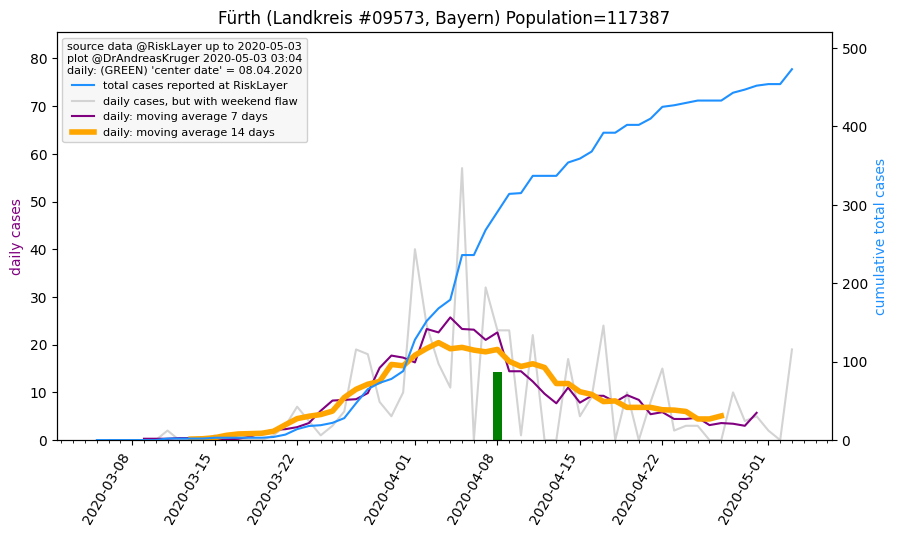 Fürth (Landkreis #09573, Bayern) Population=117387
source data @RiskLayer up to 2020-05-03
plot @DrAndreasKruger 2020-05-03 03:04
daily: (GREEN) 'center date' = 08.04.2020
total cases reported at RiskLayer
daily cases, but with weekend flaw
daily: moving average 7 days
daily: moving average 14 days
daily cases
80
70
60
50
40
30
20
10
0
500
400
300
200
100
0
cumulative total cases
2020-03-08
2020-03-15
2020-03-22
2020-04-01
2020-04-08
2020-04-15
2020-04-22
2020-05-01